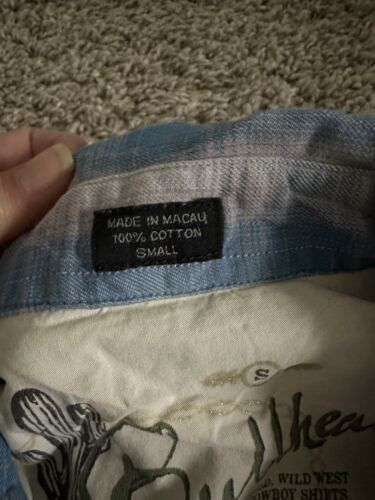 MADE IN MACAU
100% COTTON
SMALL
S
WILD WEST
COWBOY SHIRTS